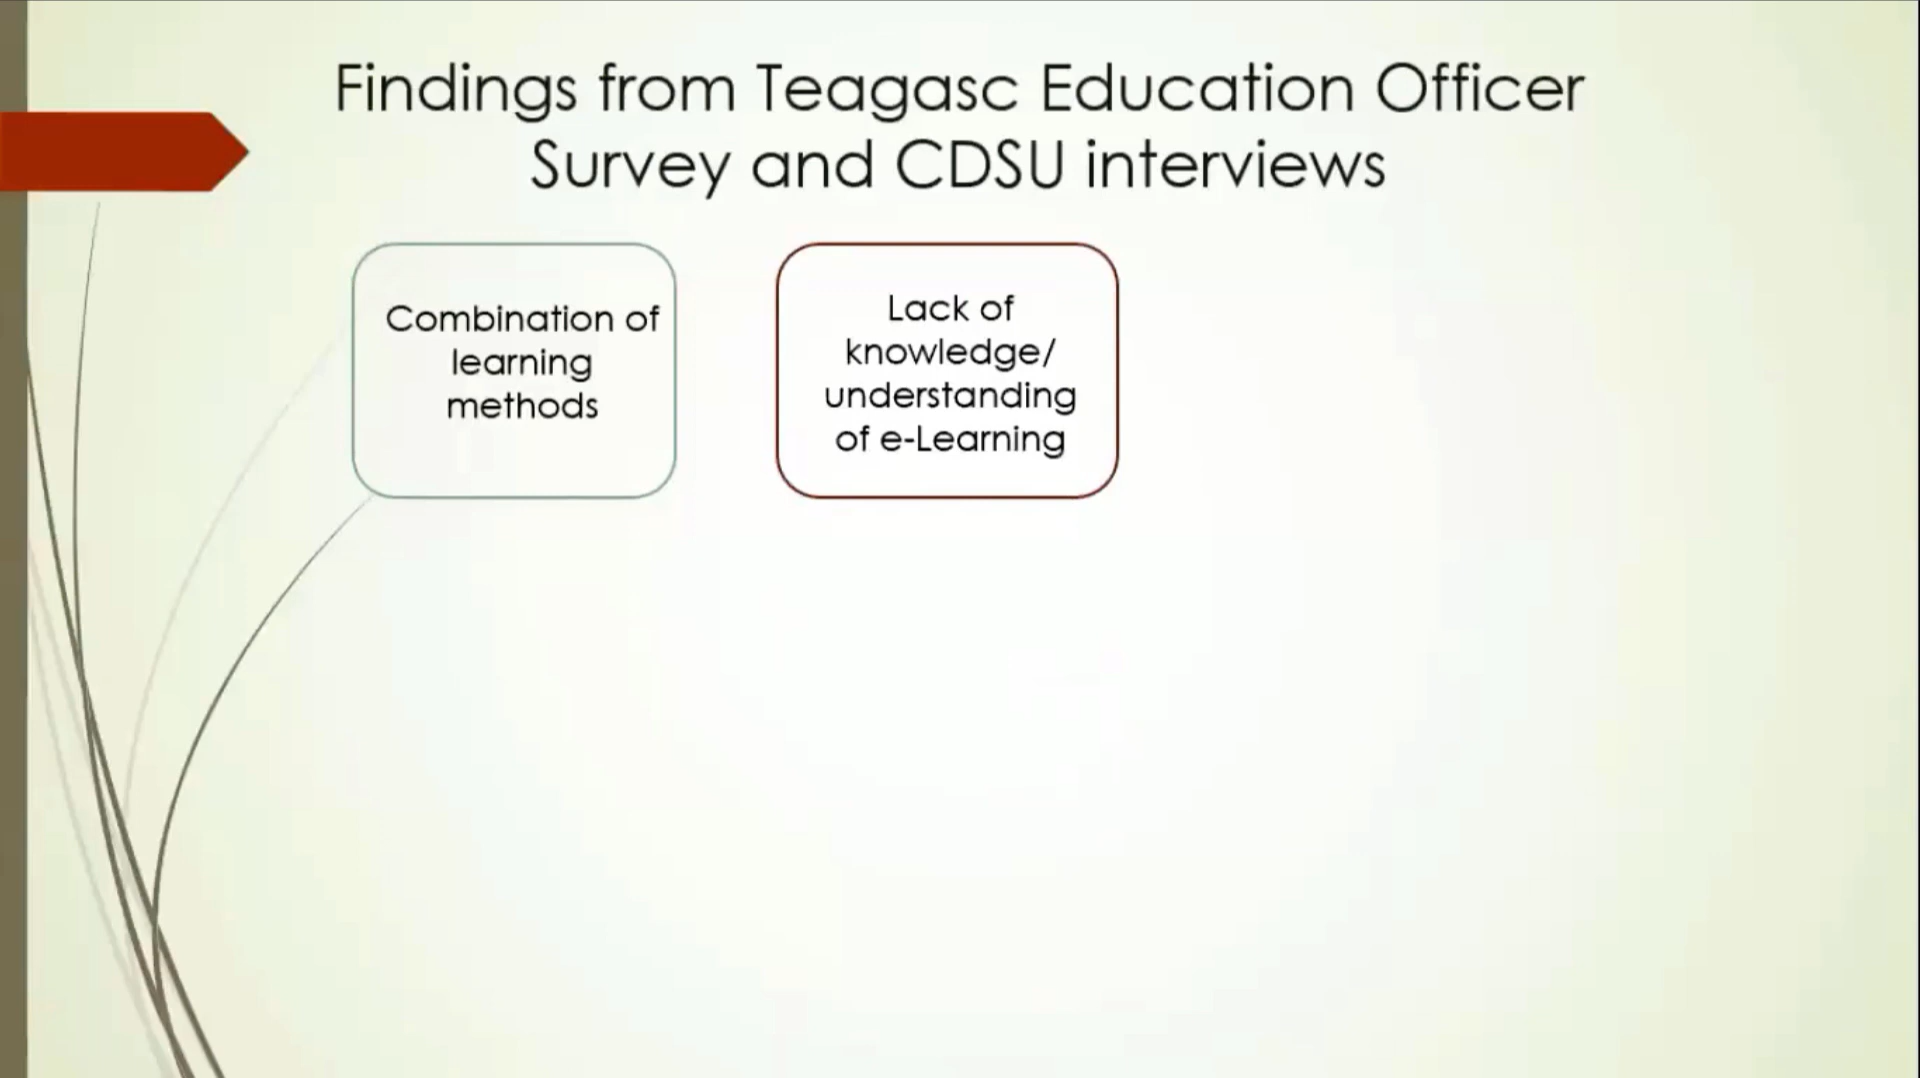 Findings from Teagasc Education Officer
Survey and CDSU interviews
Combination of
learning
methods
Lack of
knowledge/
understanding
of e-Learning